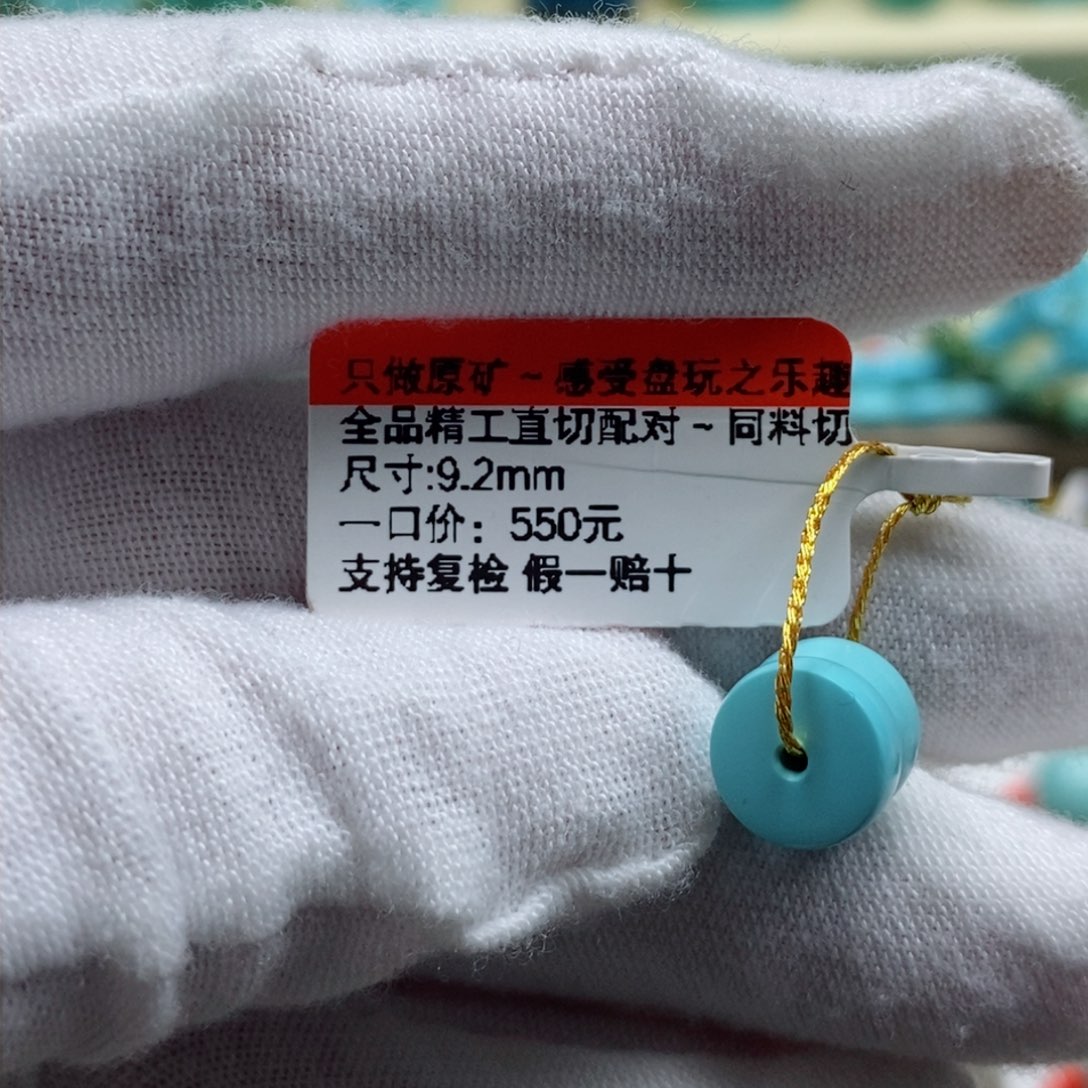 只做原矿~感受盘玩之乐趣
全品精工直切配对~同料切
尺寸:9.2mm
一口价：550元
支持复检 假一赔十